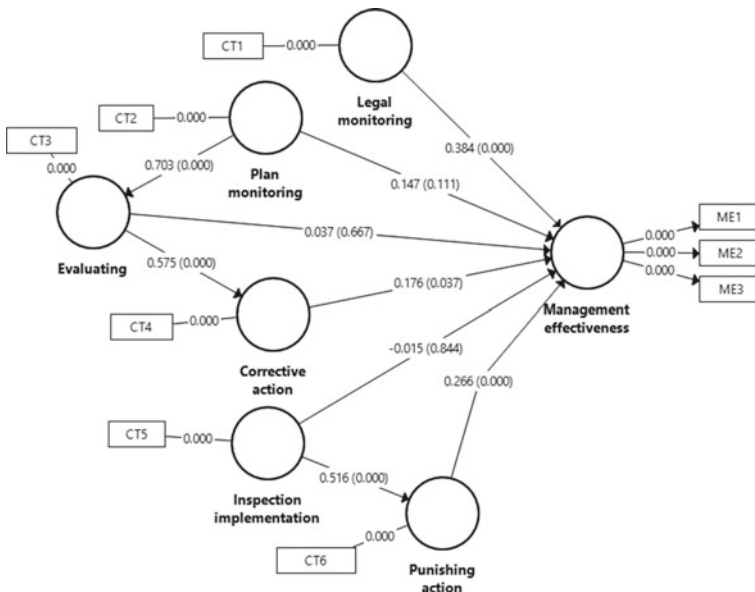 CT1
0.000
Legal
monitoring
CT2
0.000
Plan
monitoring
CT3
0.000
0.703 (0.000)
0.384 (0.000)
0.147 (0.111)
Evaluating
0.037 (0.667)
0.575 (0.000)
ME1
0.000
ME2
0.000
ME3
0.000
Management
effectiveness
0.176 (0.037)
CT4
0.000
Corrective
action
-0.015 (0.844)
0.266 (0.000)
CT5
0.000
Inspection
implementation
0.516 (0.000)
CT6
0.000
Punishing
action